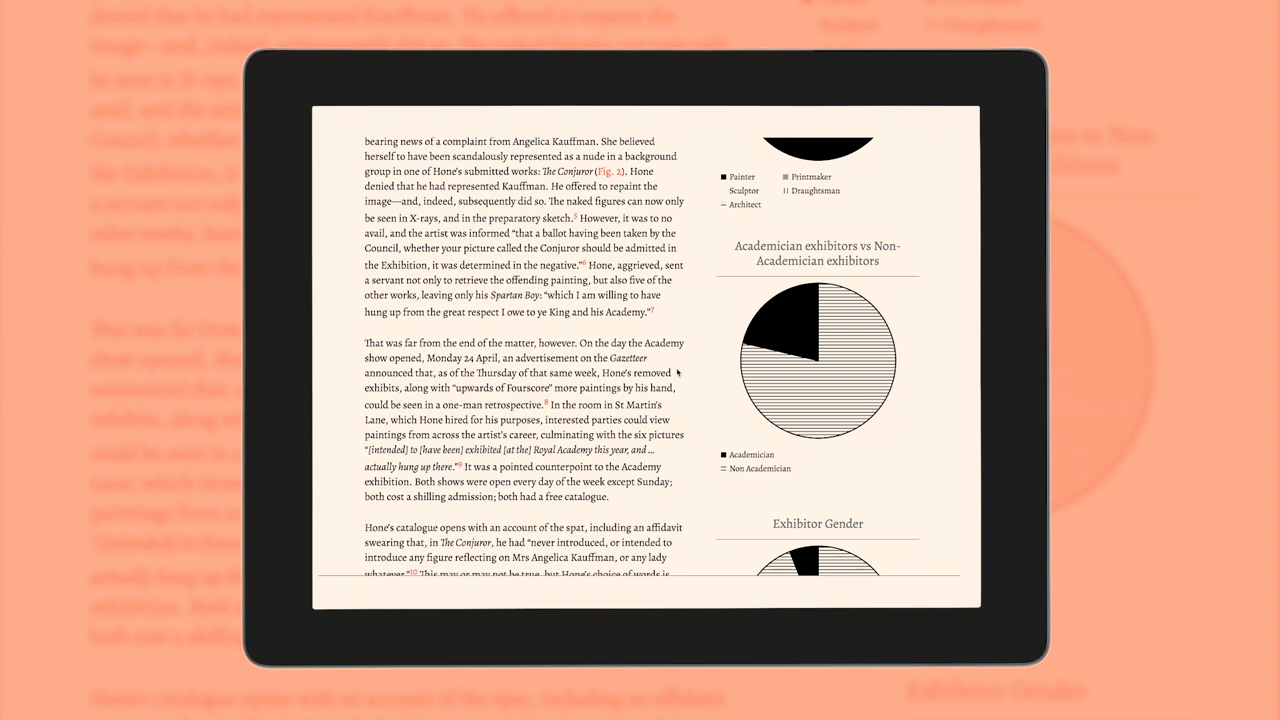 bearing news of a complaint from Angelica Kauffman. She believed
herself to have been scandalously represented as a nude in a background
group in one of Hone's submitted works: The Conjuror (Fig. 2). Hone
denied that he had represented Kauffman. He offered to repaint the
image—and, indeed, subsequently did so. The naked figures can now only
be seen in X-rays, and in the preparatory sketch.5 However, it was to no
avail, and the artist was informed “that a ballot having been taken by the
Council, whether your picture called the Conjuror should be admitted in
the Exhibition, it was determined in the negative.”6 Hone, aggrieved, sent
a servant not only to retrieve the offending painting, but also five of the
other works, leaving only his Spartan Boy: “which I am willing to have
hung up from the great respect I owe to ye King and his Academy.”7
That was far from the end of the matter, however. On the day the Academy
show opened, Monday 24 April, an advertisement on the Gazetteer
announced that, as of the Thursday of that same week, Hone's removed
exhibits, along with “upwards of Fourscore” more paintings by his hand,
could be seen in a one-man retrospective.8 In the room in St Martin's
Lane, which Hone hired for his purposes, interested parties could view
paintings from across the artist's career, culminating with the six pictures
“[intended] to [have been] exhibited [at the] Royal Academy this year, and ...
actually hung up there.”9 It was a pointed counterpoint to the Academy
exhibition. Both shows were open every day of the week except Sunday;
both cost a shilling admission; both had a free catalogue.
Hone's catalogue opens with an account of the spat, including an affidavit
swearing that, in The Conjuror, he had “never introduced, or intended to
introduce any figure reflecting on Mrs Angelica Kauffman, or any lady
whatever.”10 This may or may not be true, but Hone's choice of words is
Painter
Printmaker
Sculptor
Draughtsman
Architect
Academician exhibitors vs Non-
Academician exhibitors
Academician
Non Academician
Exhibitor Gender